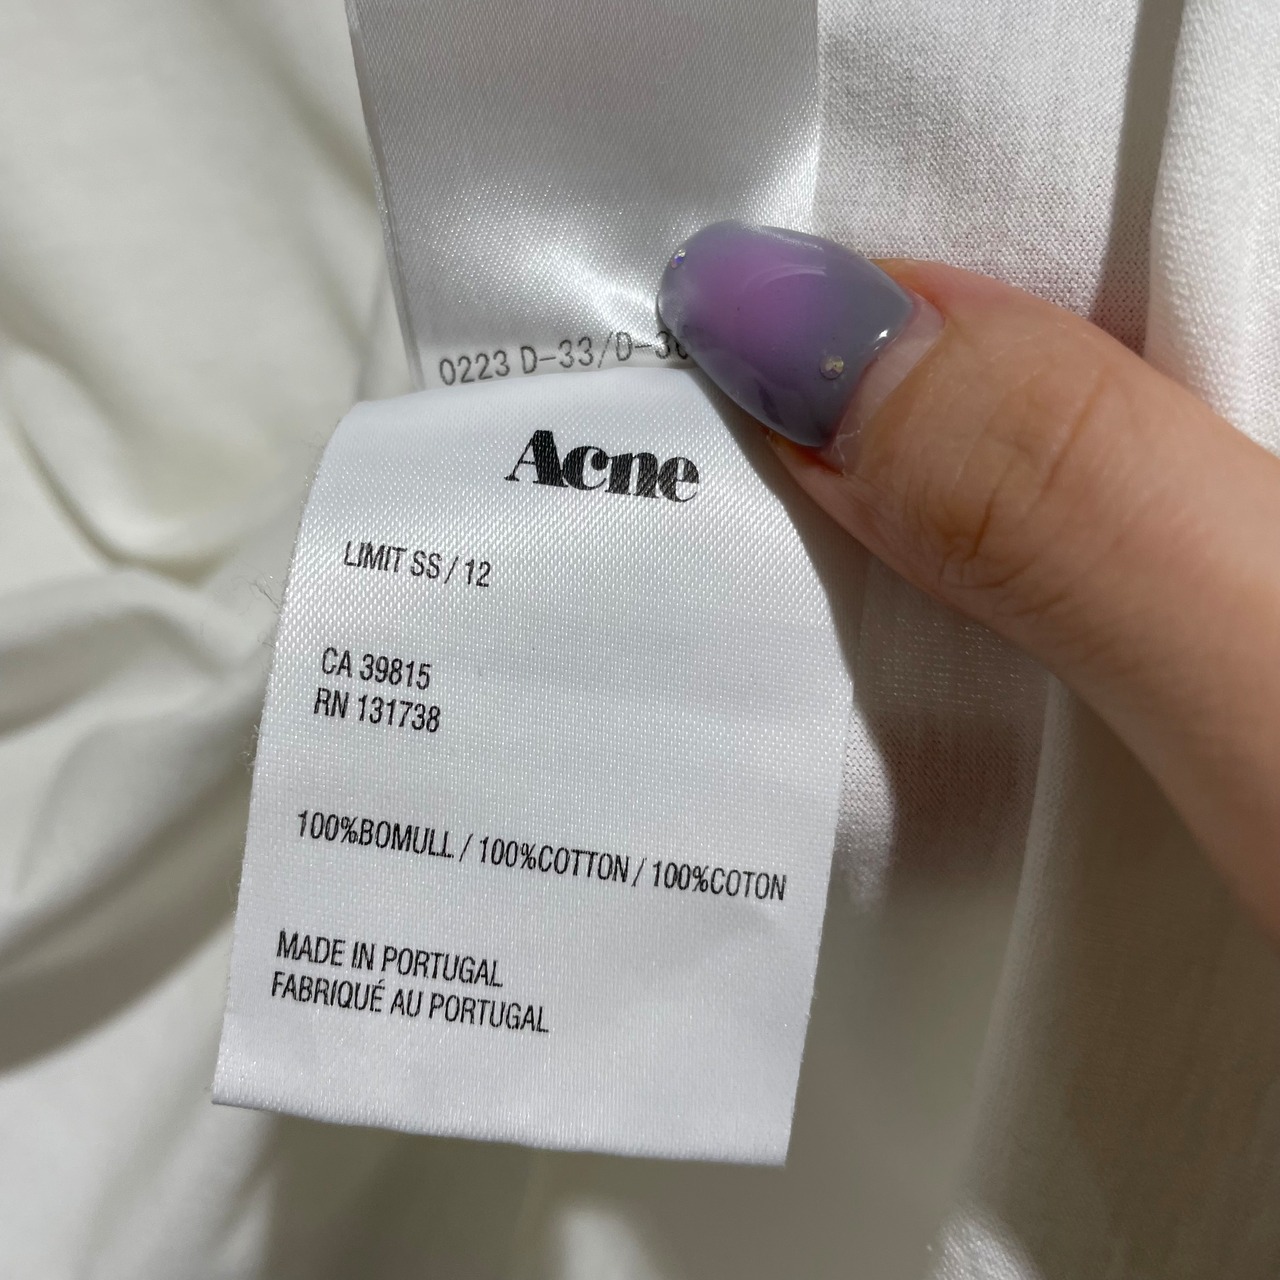 0223 D-33/D-
Acne
LIMIT SS / 12
CA 39815
RN 131738
100%BOMULL / 100%COTTON / 100%COTON
MADE IN PORTUGAL
FABRIQUÉ AU PORTUGAL